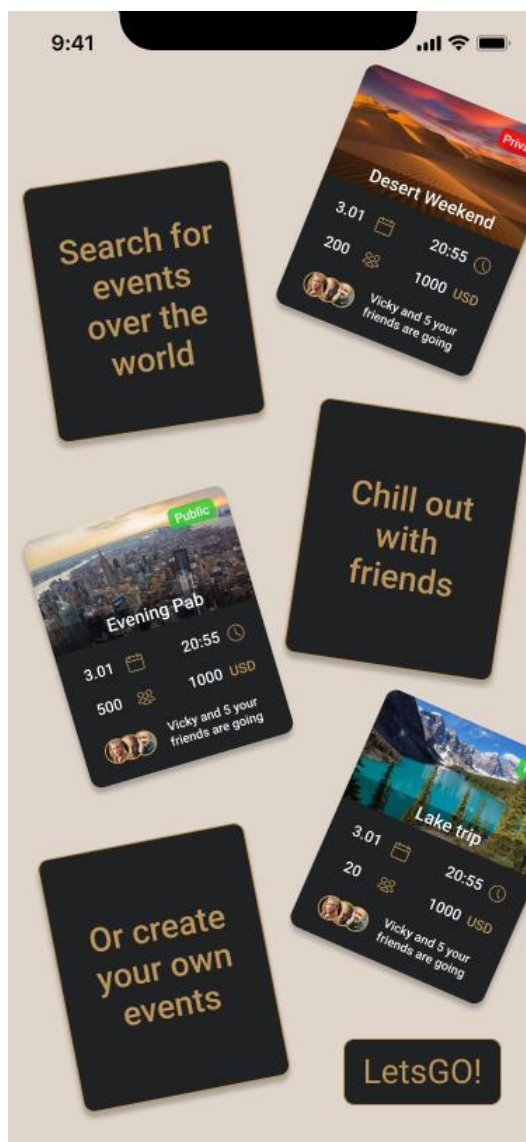 9:41
Priva
Desert Weekend
3.01
20:55
200
1000 USD
Vicky and 5 your
friends are going
Search for
events
over the
world
Chill out
with
friends
Public
Evening Pab
3.01
20:55
500
1000 USD
Vicky and 5 your
friends are going
Lake trip
3.01
20:55
20
1000 USD
Vicky and 5 your
friends are going
Or create
your own
events
LetsGO!